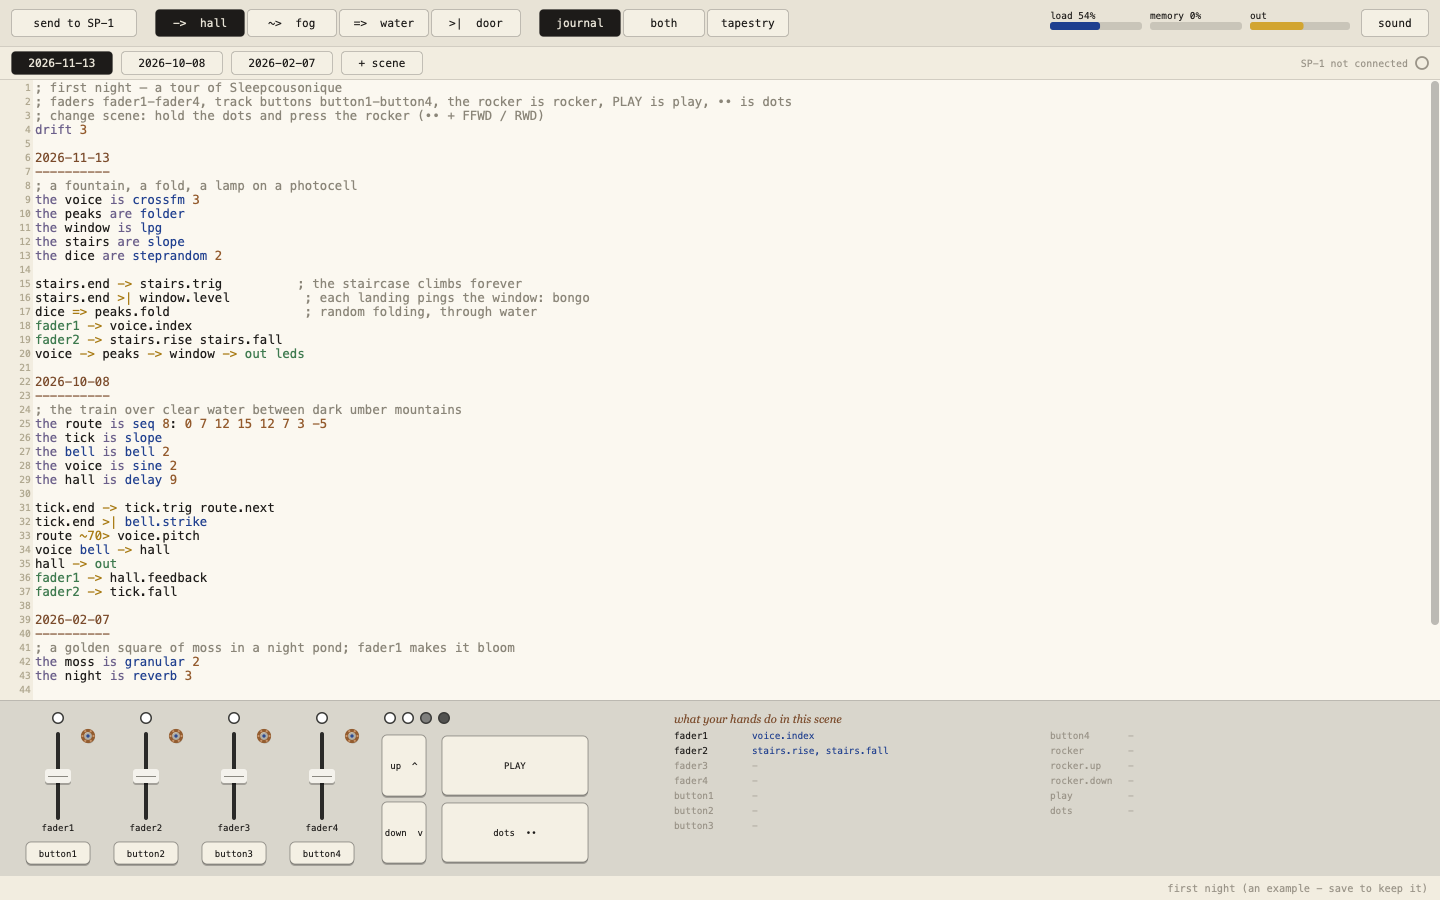 send to SP-1 -> hall ~> fog => water >| door journal both tapestry load 54% memory 0% out sound
2026-11-13 2026-10-08 2026-02-07 + scene SP-1 not connected
1 ; first night — a tour of Sleepcousonique
2 ; faders fader1-fader4, track buttons button1-button4, the rocker is rocker, PLAY is play, •• is dots
3 ; change scene: hold the dots and press the rocker (•• + FFWD / RWD)
4 drift 3
5
6 2026-11-13
7 ----------
8 ; a fountain, a fold, a lamp on a photocell
9 the voice is crossfm 3
10 the peaks are folder
11 the window is lpg
12 the stairs are slope
13 the dice are steprandom 2
14
15 stairs.end -> stairs.trig ; the staircase climbs forever
16 stairs.end >| window.level ; each landing pings the window: bongo
17 dice => peaks.fold ; random folding, through water
18 fader1 -> voice.index
19 fader2 -> stairs.rise stairs.fall
20 voice -> peaks -> window -> out leds
21
22 2026-10-08
23 ----------
24 ; the train over clear water between dark umber mountains
25 the route is seq 8: 0 7 12 15 12 7 3 -5
26 the tick is slope
27 the bell is bell 2
28 the voice is sine 2
29 the hall is delay 9
30
31 tick.end -> tick.trig route.next
32 tick.end >| bell.strike
33 route ~70> voice.pitch
34 voice bell -> hall
35 hall -> out
36 fader1 -> hall.feedback
37 fader2 -> tick.fall
38
39 2026-02-07
40 ----------
41 ; a golden square of moss in a night pond; fader1 makes it bloom
42 the moss is granular 2
43 the night is reverb 3
44
fader1 fader2 fader3 fader4
button1 button2 button3 button4
up ^ PLAY
down v dots ••
what your hands do in this scene
fader1 voice.index
fader2 stairs.rise, stairs.fall
fader3 –
fader4 –
button1 –
button2 –
button3 –
button4 –
rocker –
rocker.up –
rocker.down –
play –
dots –
first night (an example — save to keep it)